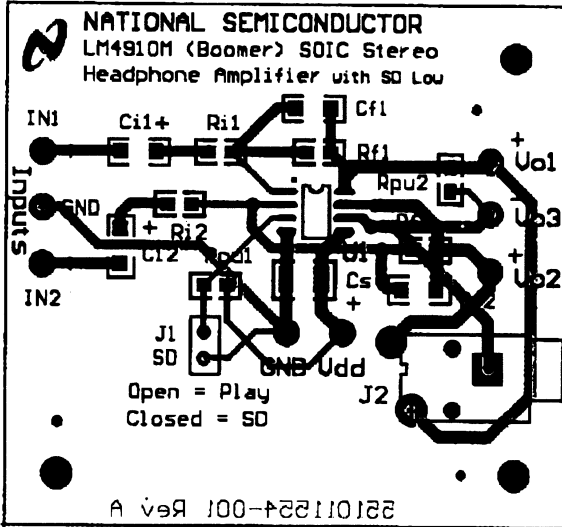 NATIONAL SEMICONDUCTOR
LM4910M (Boomer) SOIC Stereo
Headphone Amplifier with SD Low
IN1
Ci1+
Ri1
Cf1
Rf1
+
Vo1
Inputs
GND
Rpu2
Vo3
+
Ri2
Ci2
Rpd1
U1
Cs
+
+
Vo2
IN2
J1
SD
GND Vdd
J2
Open = Play
Closed = SD
551011554-001 Rev A